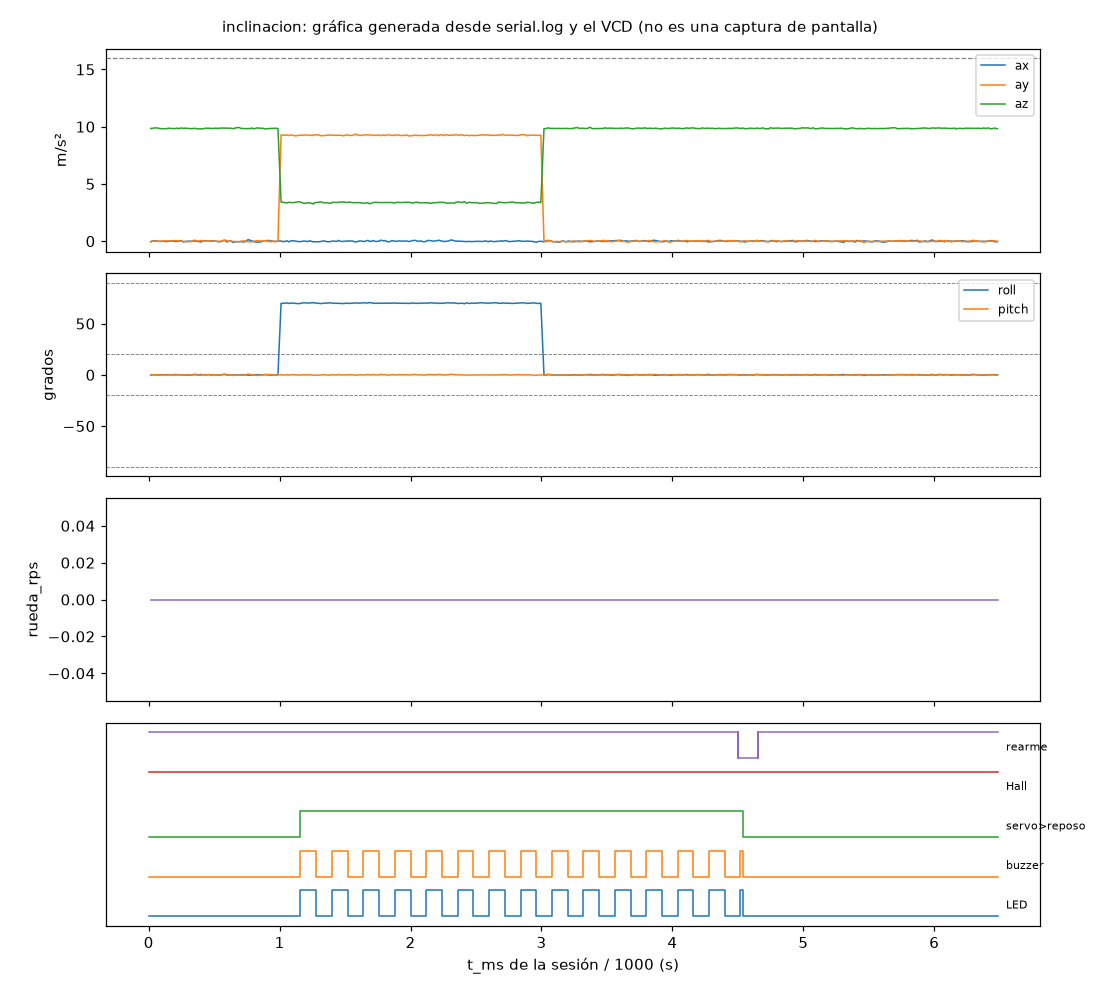 inclinacion: gráfica generada desde serial.log y el VCD (no es una captura de pantalla)
m/s²
15
10
5
0
ax
ay
az
grados
50
0
−50
roll
pitch
rueda_rps
0.04
0.02
0.00
−0.02
−0.04
rearme
Hall
servo>reposo
buzzer
LED
0 1 2 3 4 5 6
t_ms de la sesión / 1000 (s)